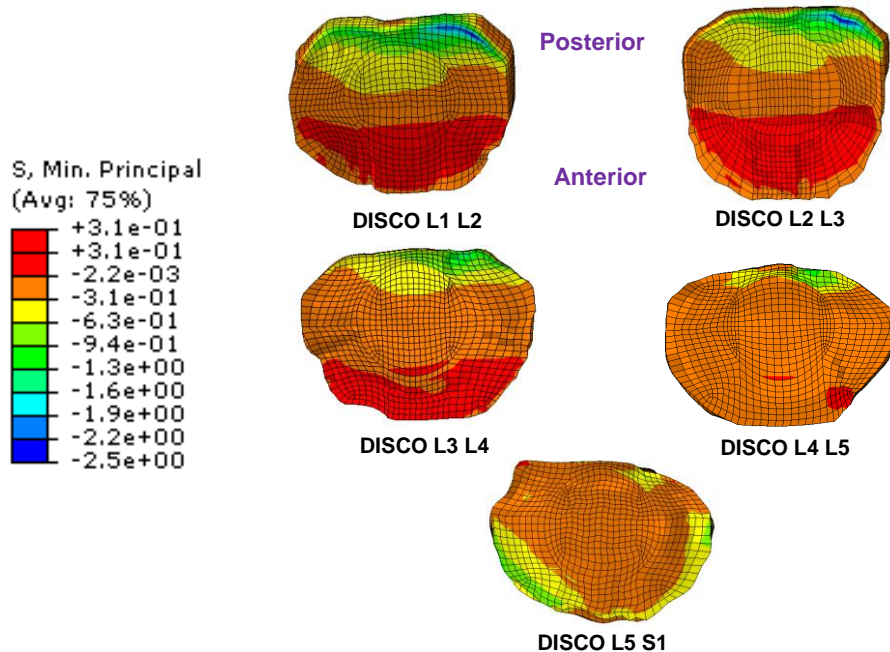 Posterior
Anterior
DISCO L1 L2
DISCO L2 L3
S, Min. Principal
(Avg: 75%)
+3.1e-01
+3.1e-01
-2.2e-03
-3.1e-01
-6.3e-01
-9.4e-01
-1.3e+00
-1.6e+00
-1.9e+00
-2.2e+00
-2.5e+00
DISCO L3 L4
DISCO L4 L5
DISCO L5 S1